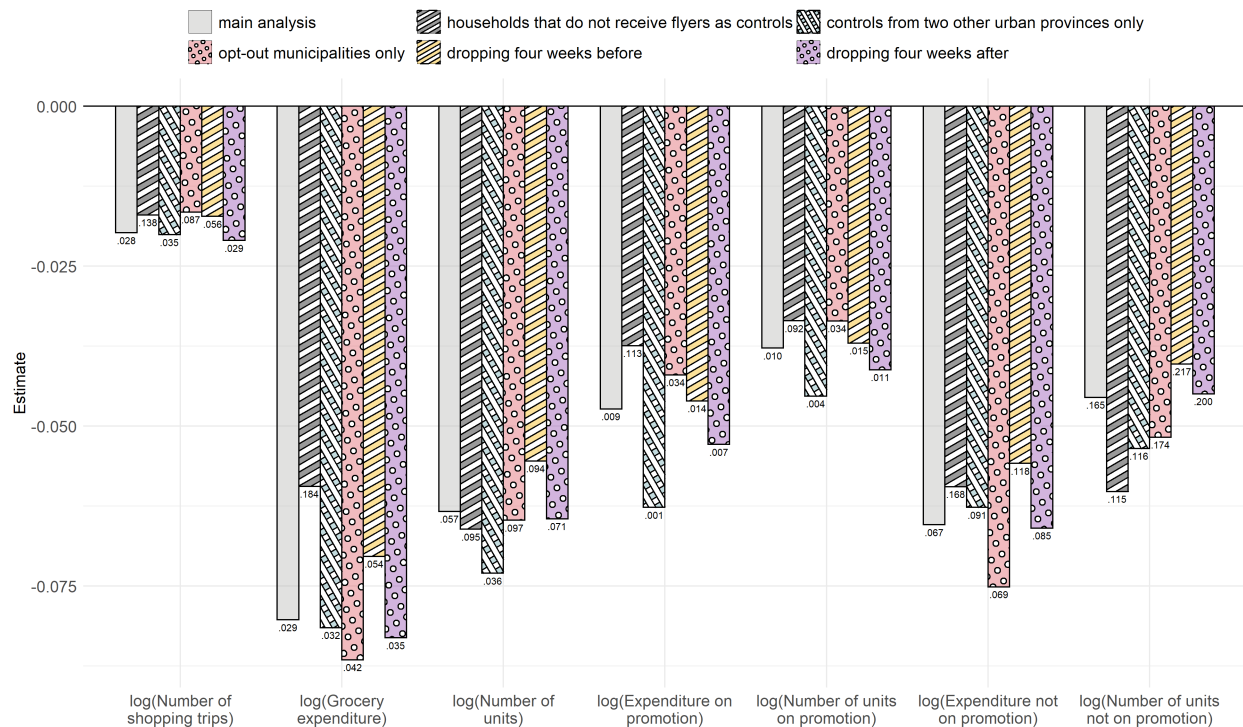 main analysis
households that do not receive flyers as controls
controls from two other urban provinces only
opt-out municipalities only
dropping four weeks before
dropping four weeks after
Estimate
0.000
-0.025
-0.050
-0.075
.028
.138
.035
.087
.056
.029
.029
.184
.032
.042
.054
.035
.057
.095
.036
.097
.094
.071
.009
.113
.001
.034
.014
.007
.010
.092
.004
.034
.015
.011
.067
.168
.091
.069
.118
.085
.165
.115
.116
.174
.217
.200
log(Number of
shopping trips)
log(Grocery
expenditure)
log(Number of
units)
log(Expenditure on
promotion)
log(Number of units
on promotion)
log(Expenditure not
on promotion)
log(Number of units
not on promotion)